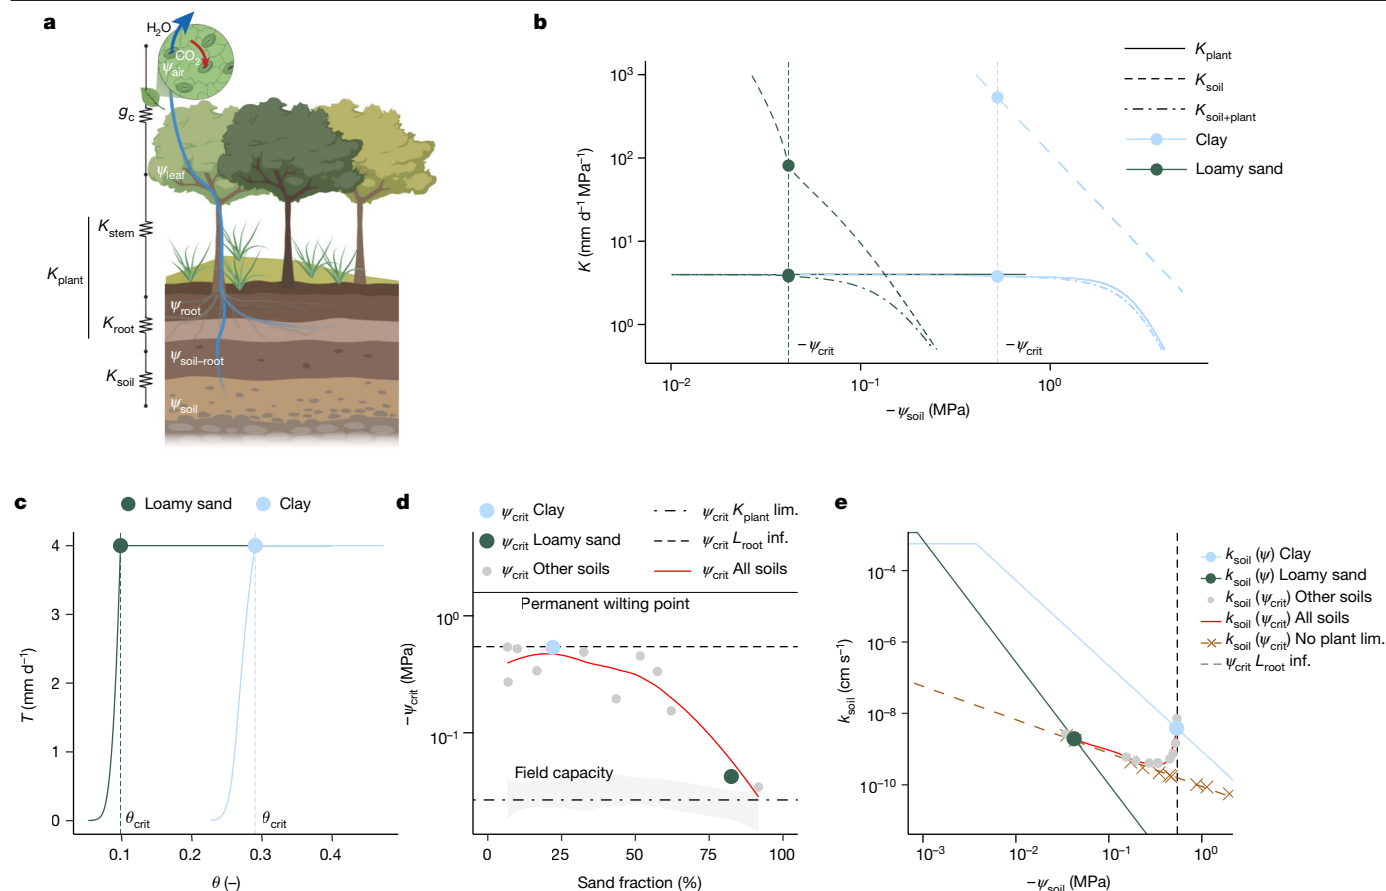 a
H₂O
CO₂
ψair
gc
ψleaf
Kstem
Kplant
ψroot
Kroot
ψsoil–root
Ksoil
ψsoil
b
Kplant
Ksoil
Ksoil+plant
Clay
Loamy sand
K (mm d⁻¹ MPa⁻¹)
10³
10²
10¹
10⁰
–ψcrit
–ψcrit
10⁻²
10⁻¹
10⁰
–ψsoil (MPa)
c
Loamy sand
Clay
T (mm d⁻¹)
4
3
2
1
0
θcrit
θcrit
0.1
0.2
0.3
0.4
θ (–)
d
ψcrit Clay
ψcrit Loamy sand
ψcrit Other soils
ψcrit Kplant lim.
ψcrit Lroot inf.
ψcrit All soils
Permanent wilting point
–ψcrit (MPa)
10⁰
10⁻¹
Field capacity
0
25
50
75
100
Sand fraction (%)
e
ksoil (ψ) Clay
ksoil (ψ) Loamy sand
ksoil (ψcrit) Other soils
ksoil (ψcrit) All soils
ksoil (ψcrit) No plant lim.
ψcrit Lroot inf.
ksoil (cm s⁻¹)
10⁻⁴
10⁻⁶
10⁻⁸
10⁻¹⁰
10⁻³
10⁻²
10⁻¹
10⁰
–ψsoil (MPa)